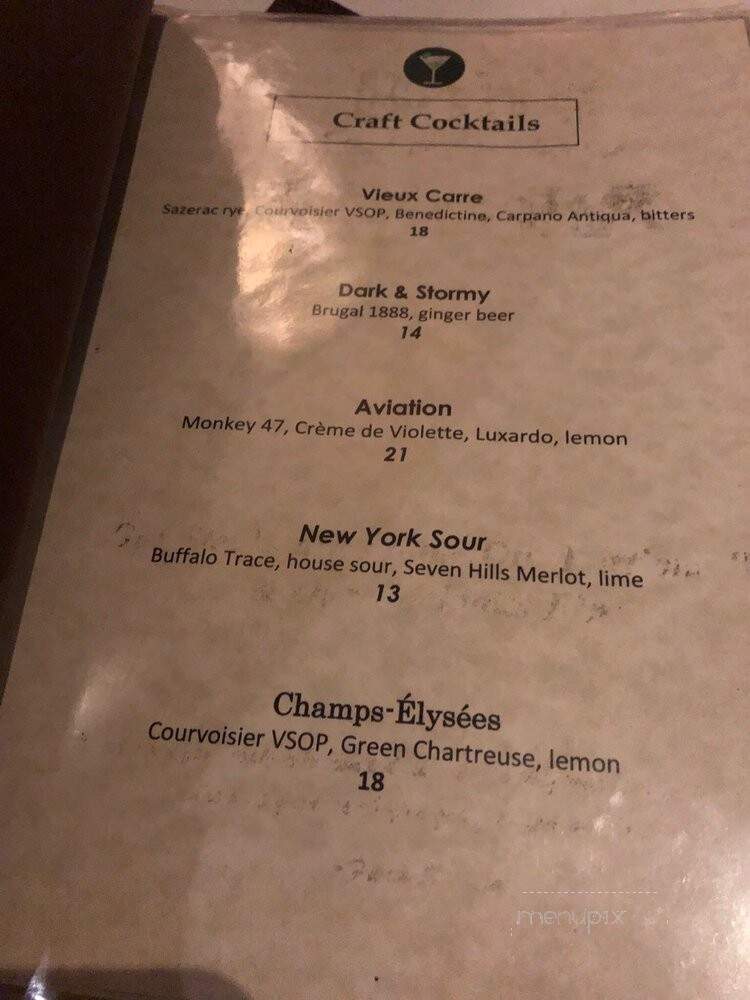 Craft Cocktails
Vieux Carre
Sazerac rye, Courvoisier VSOP, Benedictine, Carpano Antiqua, bitters
18
Dark & Stormy
Brugal 1888, ginger beer
14
Aviation
Monkey 47, Crème de Violette, Luxardo, lemon
21
New York Sour
Buffalo Trace, house sour, Seven Hills Merlot, lime
13
Champs-Élysées
Courvoisier VSOP, Green Chartreuse, lemon
18
menupix